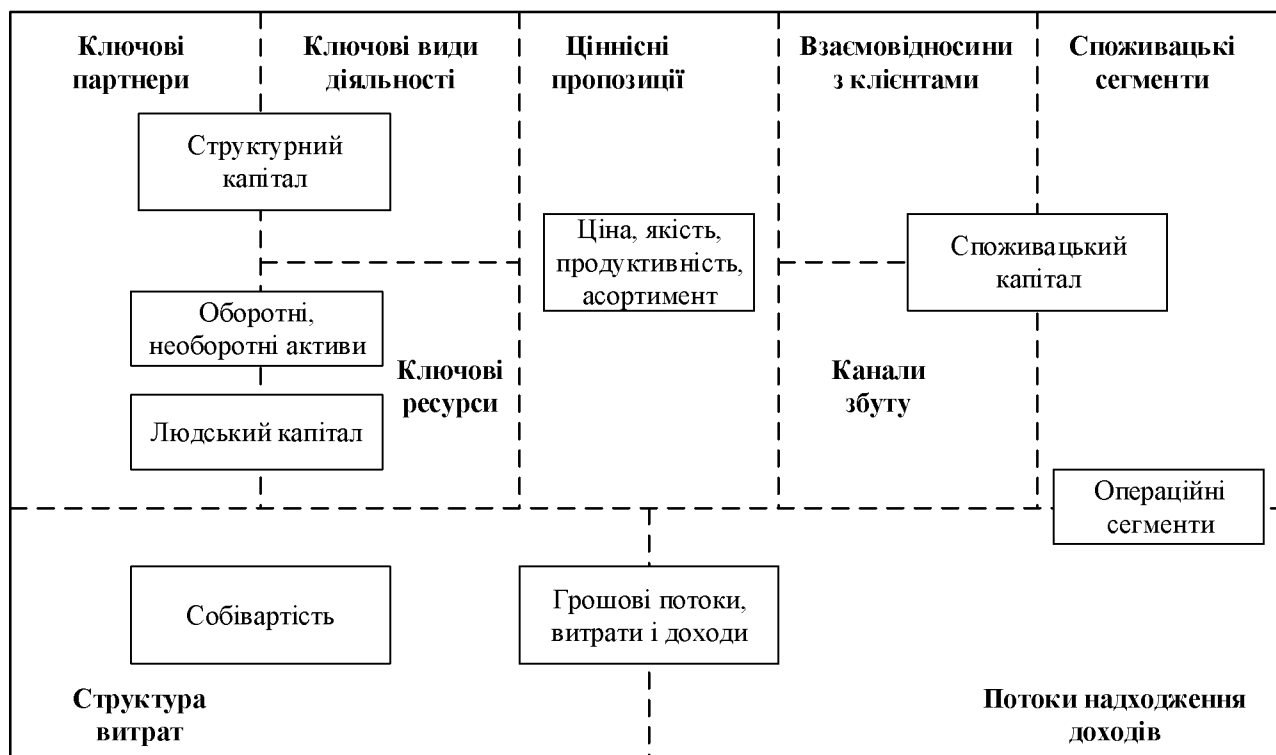 Ключові
партнери
Ключові види
діяльності
Ціннісні
пропозиції
Взаємовідносини
з клієнтами
Споживацькі
сегменти
Структурний
капітал
Ціна, якість,
продуктивність,
асортимент
Споживацький
капітал
Оборотні,
необоротні активи
Ключові
ресурси
Канали
збуту
Людський капітал
Операційні
сегменти
Собівартість
Грошові потоки,
витрати і доходи
Структура
витрат
Потоки надходження
доходів